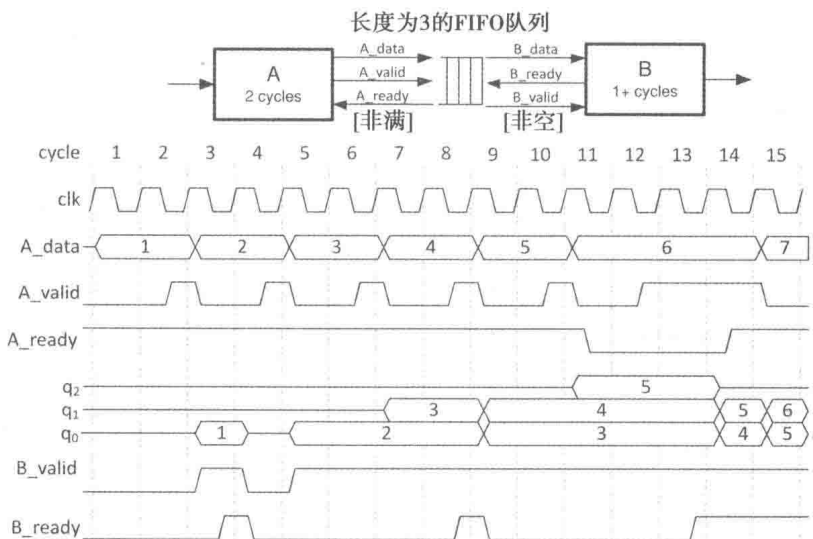 长度为3的FIFO队列
A_data B_data
A B
A_valid B_ready
2 cycles 1+ cycles
A_ready B_valid
[非满] [非空]
cycle 1 2 3 4 5 6 7 8 9 10 11 12 13 14 15
clk
A_data 1 2 3 4 5 6 7
A_valid
A_ready
q2 5
q1 3 4 5 6
q0 1 2 3 4 5
B_valid
B_ready